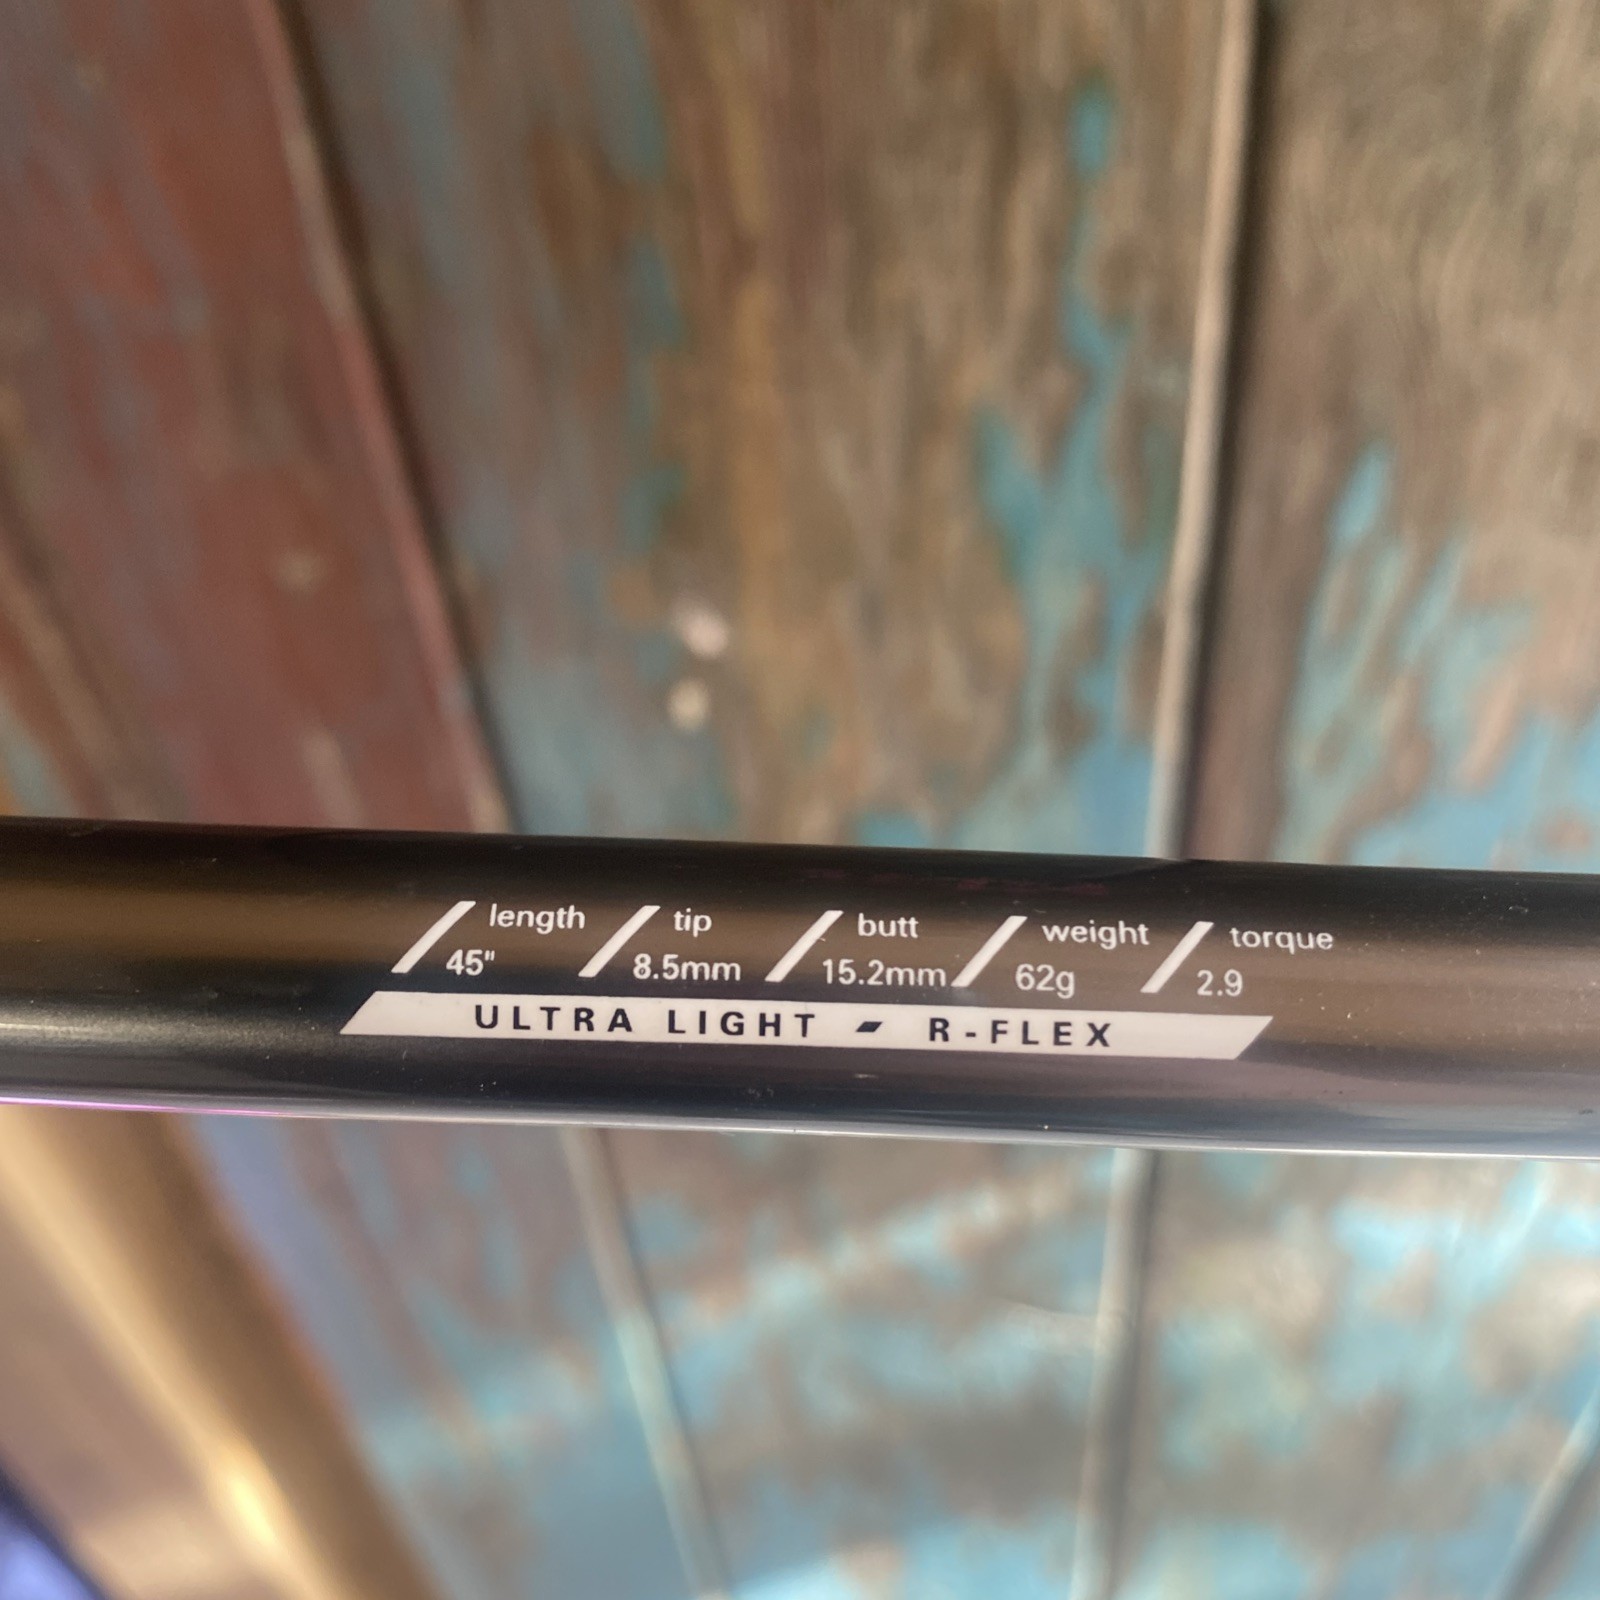 length tip butt weight torque
45" 8.5mm 15.2mm 62g 2.9
ULTRA LIGHT - R-FLEX